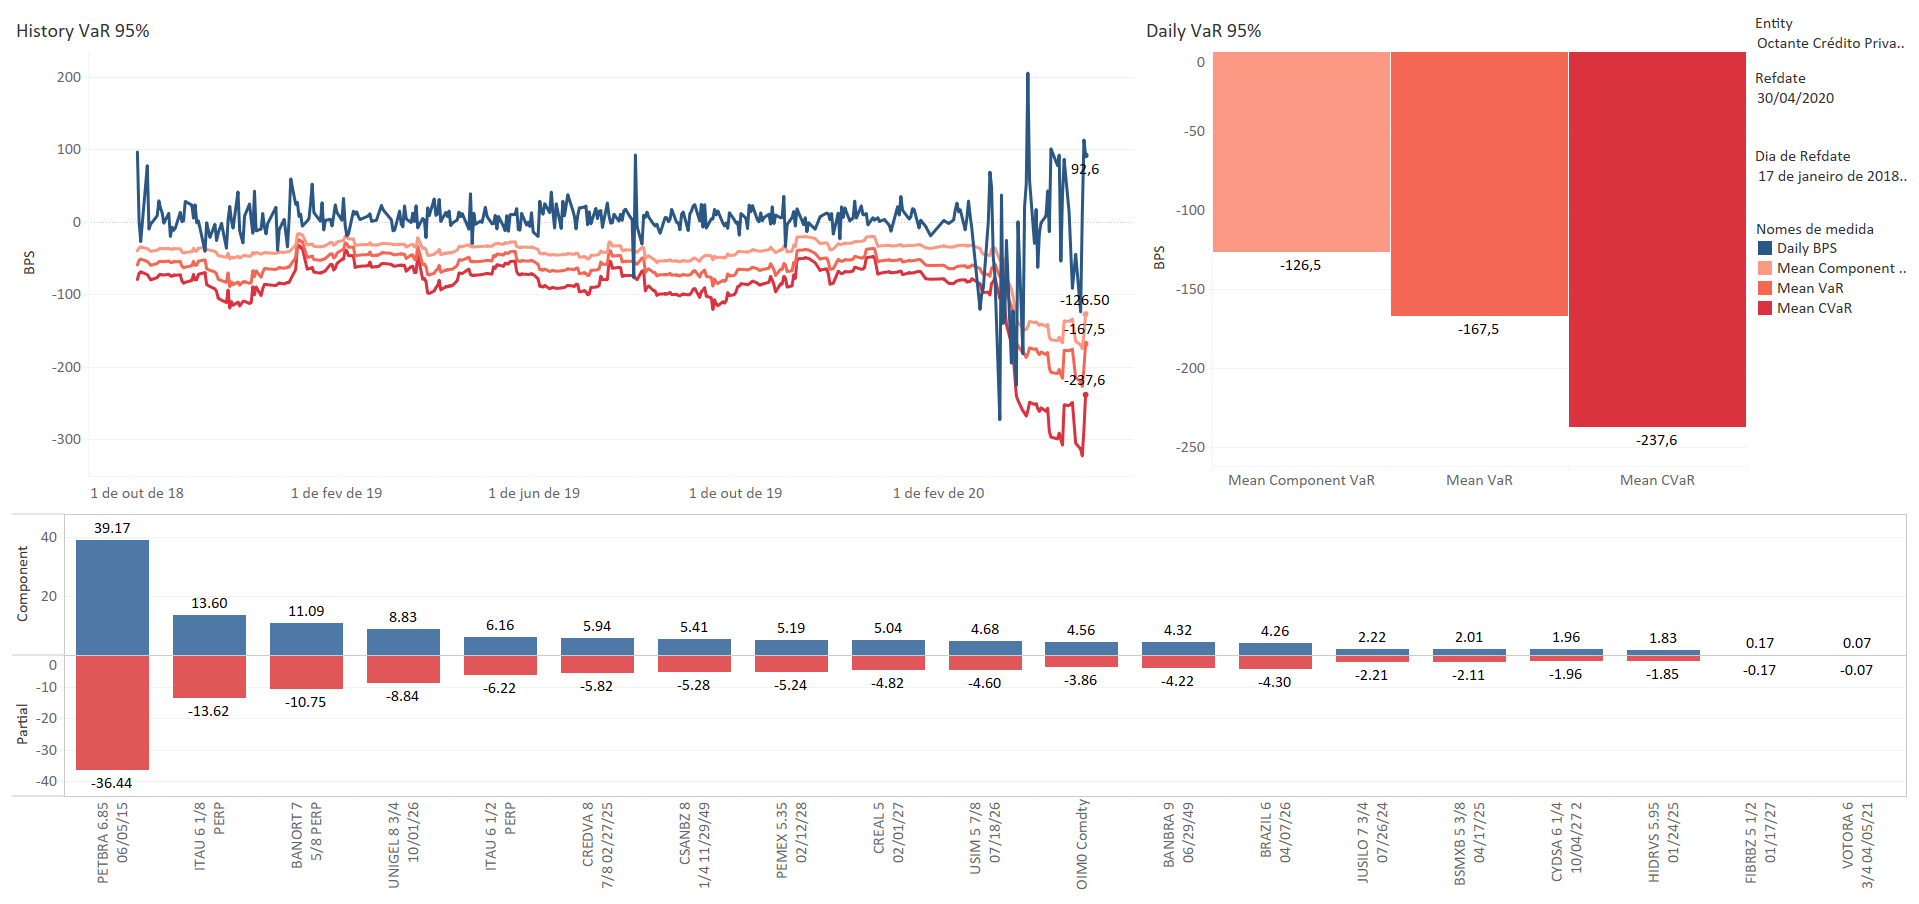 History VaR 95%
BPS
200
100
0
-100
-200
-300
92,6
-126.50
-167,5
-237,6
1 de out de 18
1 de fev de 19
1 de jun de 19
1 de out de 19
1 de fev de 20
Daily VaR 95%
BPS
0
-50
-100
-150
-200
-250
-126,5
-167,5
-237,6
Mean Component VaR
Mean VaR
Mean CVaR
Entity
Octante Crédito Priva..
Refdate
30/04/2020
Dia de Refdate
17 de janeiro de 2018..
Nomes de medida
Daily BPS
Mean Component ..
Mean VaR
Mean CVaR
Component
40
20
39.17
13.60
11.09
8.83
6.16
5.94
5.41
5.19
5.04
4.68
4.56
4.32
4.26
2.22
2.01
1.96
1.83
0.17
0.07
Partial
0
-10
-20
-30
-40
-36.44
-13.62
-10.75
-8.84
-6.22
-5.82
-5.28
-5.24
-4.82
-4.60
-3.86
-4.22
-4.30
-2.21
-2.11
-1.96
-1.85
-0.17
-0.07
PETBRA 6.85
06/05/15
ITAU 6 1/8
PERP
BANORT 7
5/8 PERP
UNIGEL 8 3/4
10/01/26
ITAU 6 1/2
PERP
CREDVA 8
7/8 02/27/25
CSANBZ 8
1/4 11/29/49
PEMEX 5.35
02/12/28
CREAL 5
02/01/27
USIM 5 7/8
07/18/26
OIM0 Comdty
BANBRA 9
06/29/49
BRAZIL 6
04/07/26
JUSILO 7 3/4
07/26/24
BSMXB 5 3/8
04/17/25
CYDSA 6 1/4
10/04/27 2
HIDRVS 5.95
01/24/25
FIBRBZ 5 1/2
01/17/27
VOTORA 6
3/4 04/05/21